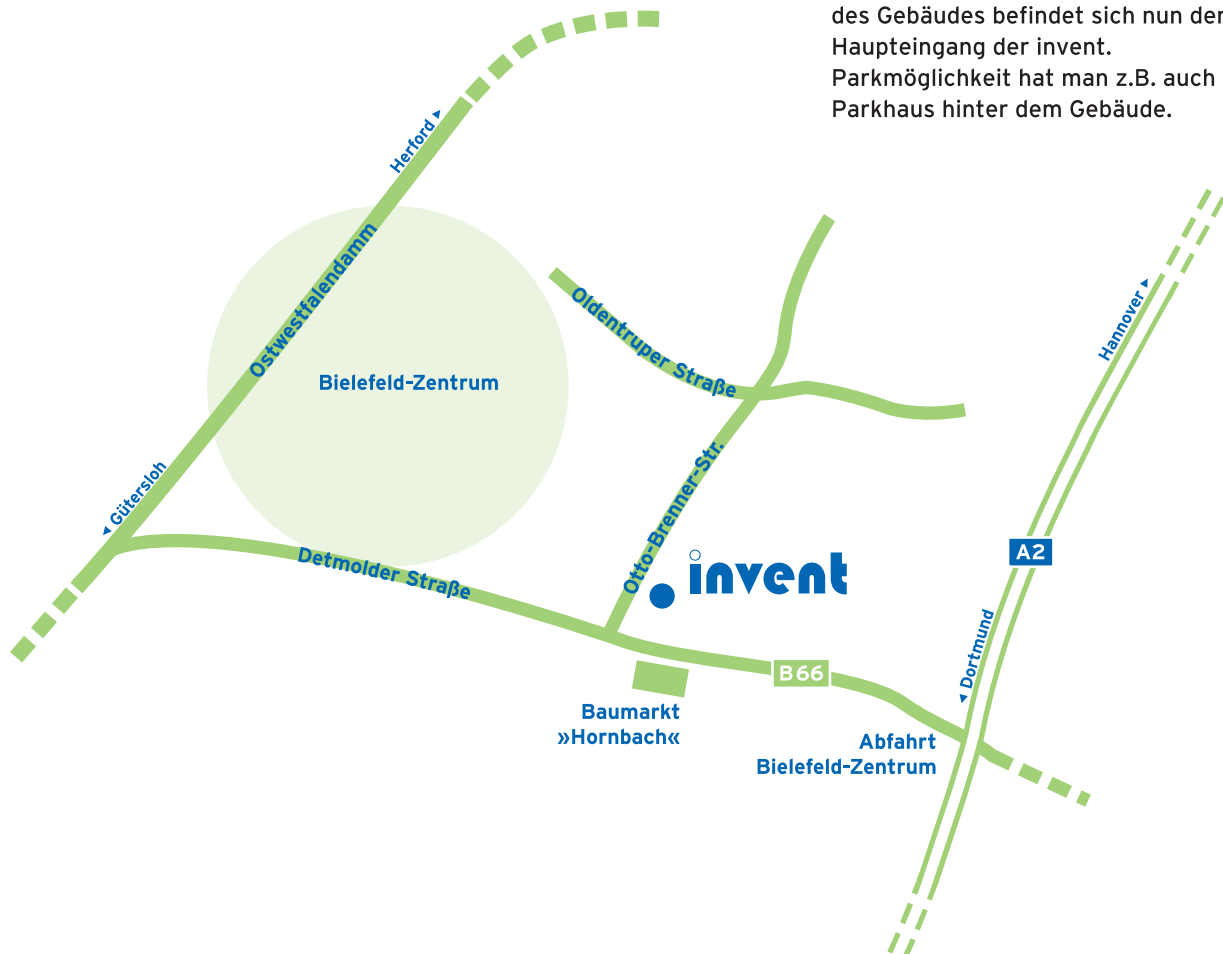 des Gebäudes befindet sich nun der
Haupteingang der invent.
Parkmöglichkeit hat man z.B. auch
Parkhaus hinter dem Gebäude.
Herford
Ostwestfalendamm
Oldentruper Straße
Hannover
Bielefeld-Zentrum
Gütersloh
Otto-Brenner-Str.
Detmolder Straße
invent
A2
Dortmund
B66
Baumarkt
»Hornbach«
Abfahrt
Bielefeld-Zentrum